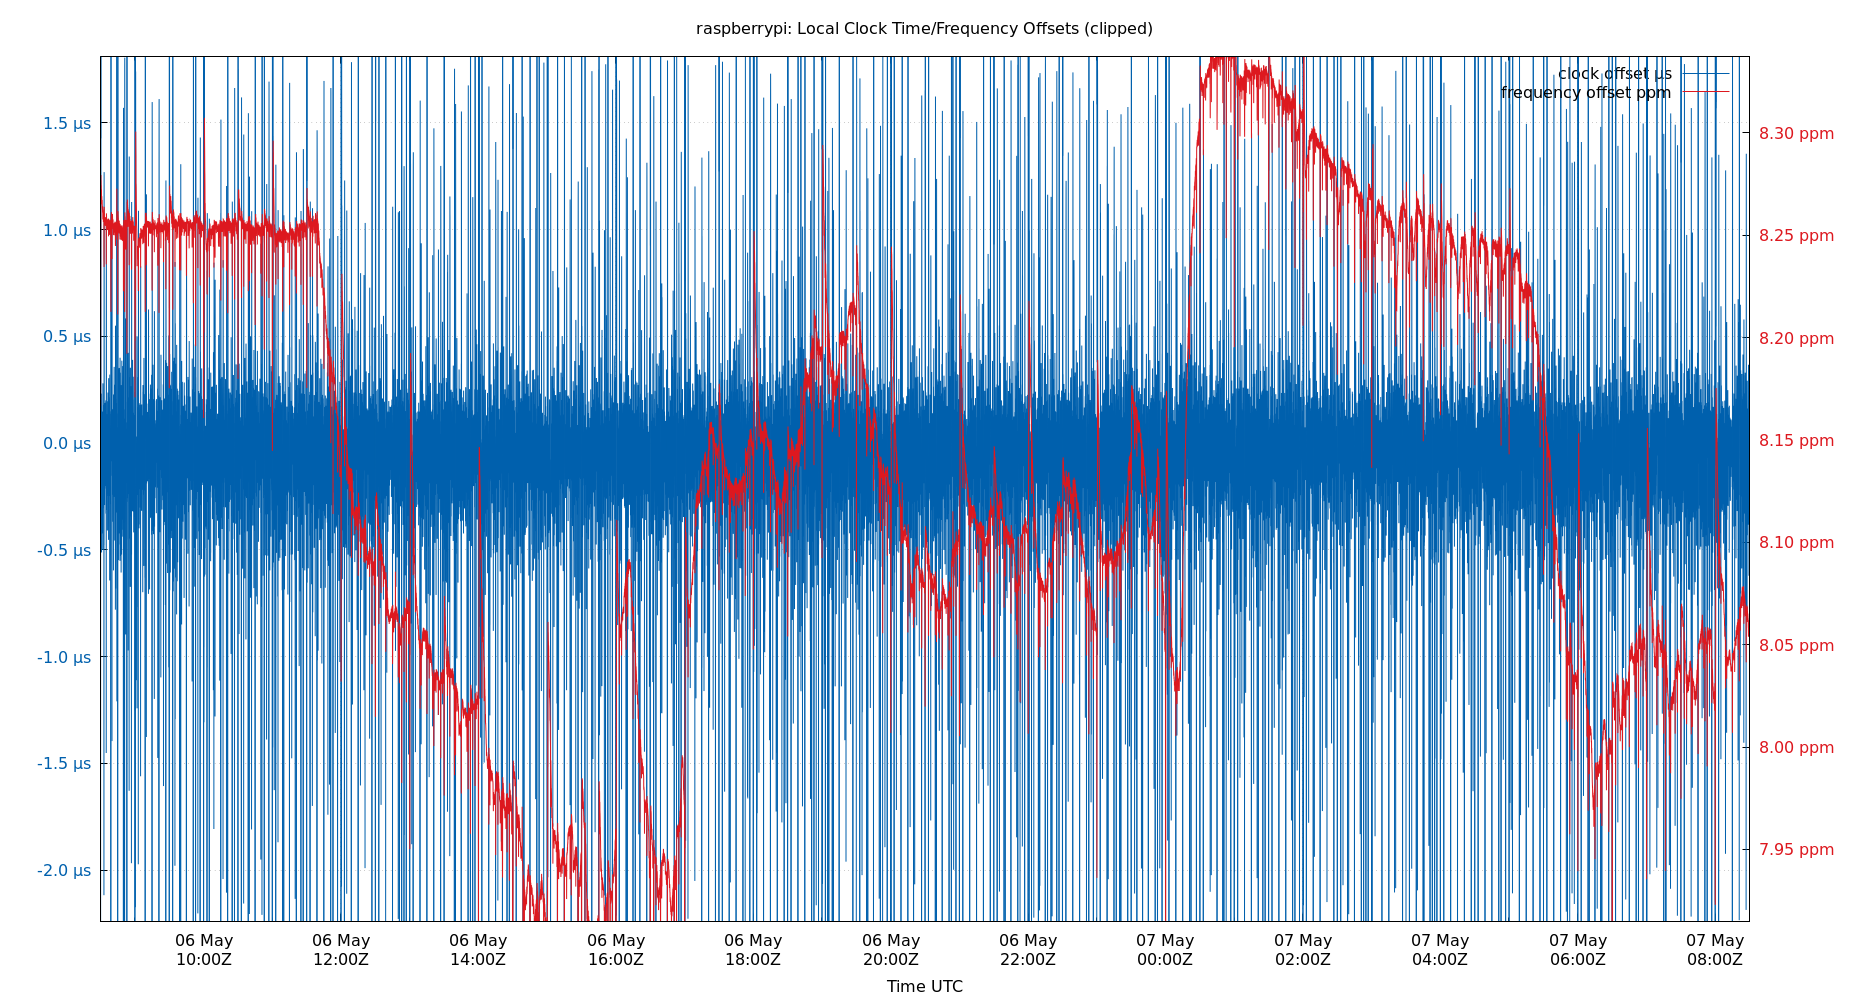 raspberrypi: Local Clock Time/Frequency Offsets (clipped)
clock offset µs
frequency offset ppm
1.5 µs
1.0 µs
0.5 µs
0.0 µs
-0.5 µs
-1.0 µs
-1.5 µs
-2.0 µs
8.30 ppm
8.25 ppm
8.20 ppm
8.15 ppm
8.10 ppm
8.05 ppm
8.00 ppm
7.95 ppm
06 May 06 May 06 May 06 May 06 May 06 May 06 May 07 May 07 May 07 May 07 May 07 May
10:00Z 12:00Z 14:00Z 16:00Z 18:00Z 20:00Z 22:00Z 00:00Z 02:00Z 04:00Z 06:00Z 08:00Z
Time UTC